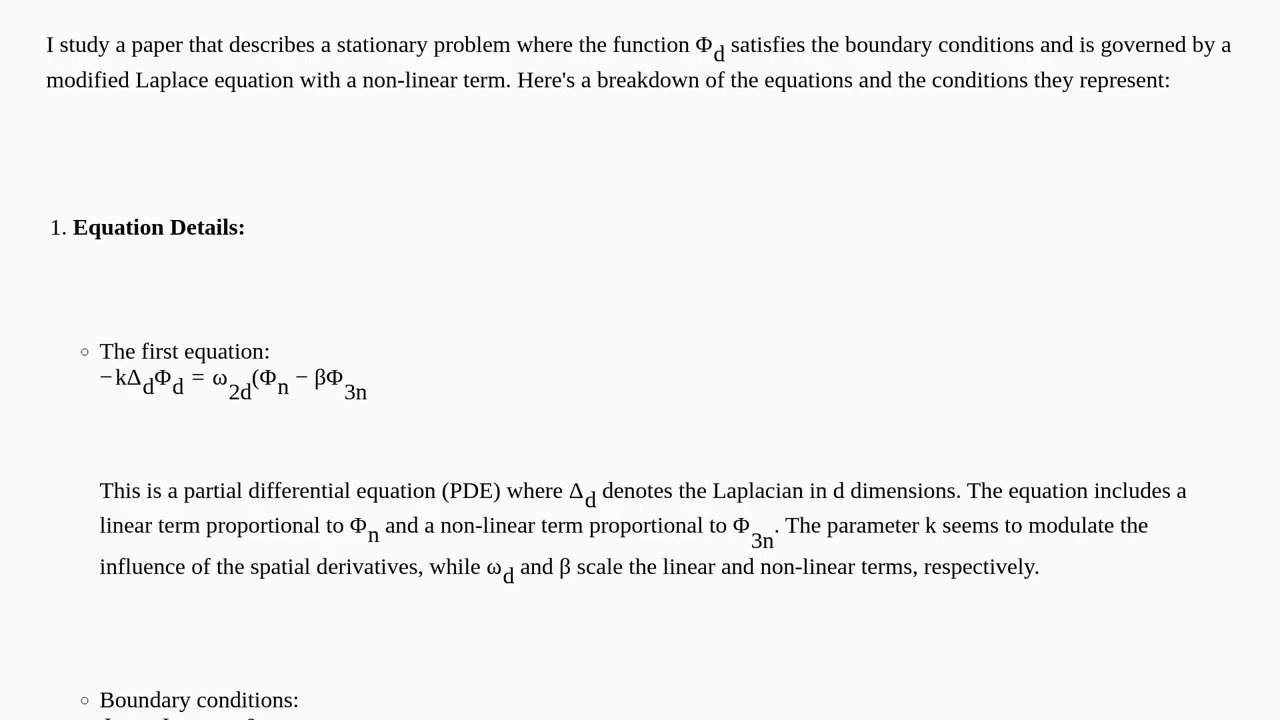 I study a paper that describes a stationary problem where the function Φd satisfies the boundary conditions and is governed by a
modified Laplace equation with a non-linear term. Here's a breakdown of the equations and the conditions they represent:
1. Equation Details:
○ The first equation:
−kΔdΦd = ω2d(Φn − βΦ3n
This is a partial differential equation (PDE) where Δd denotes the Laplacian in d dimensions. The equation includes a
linear term proportional to Φn and a non-linear term proportional to Φ3n. The parameter k seems to modulate the
influence of the spatial derivatives, while ωd and β scale the linear and non-linear terms, respectively.
○ Boundary conditions: